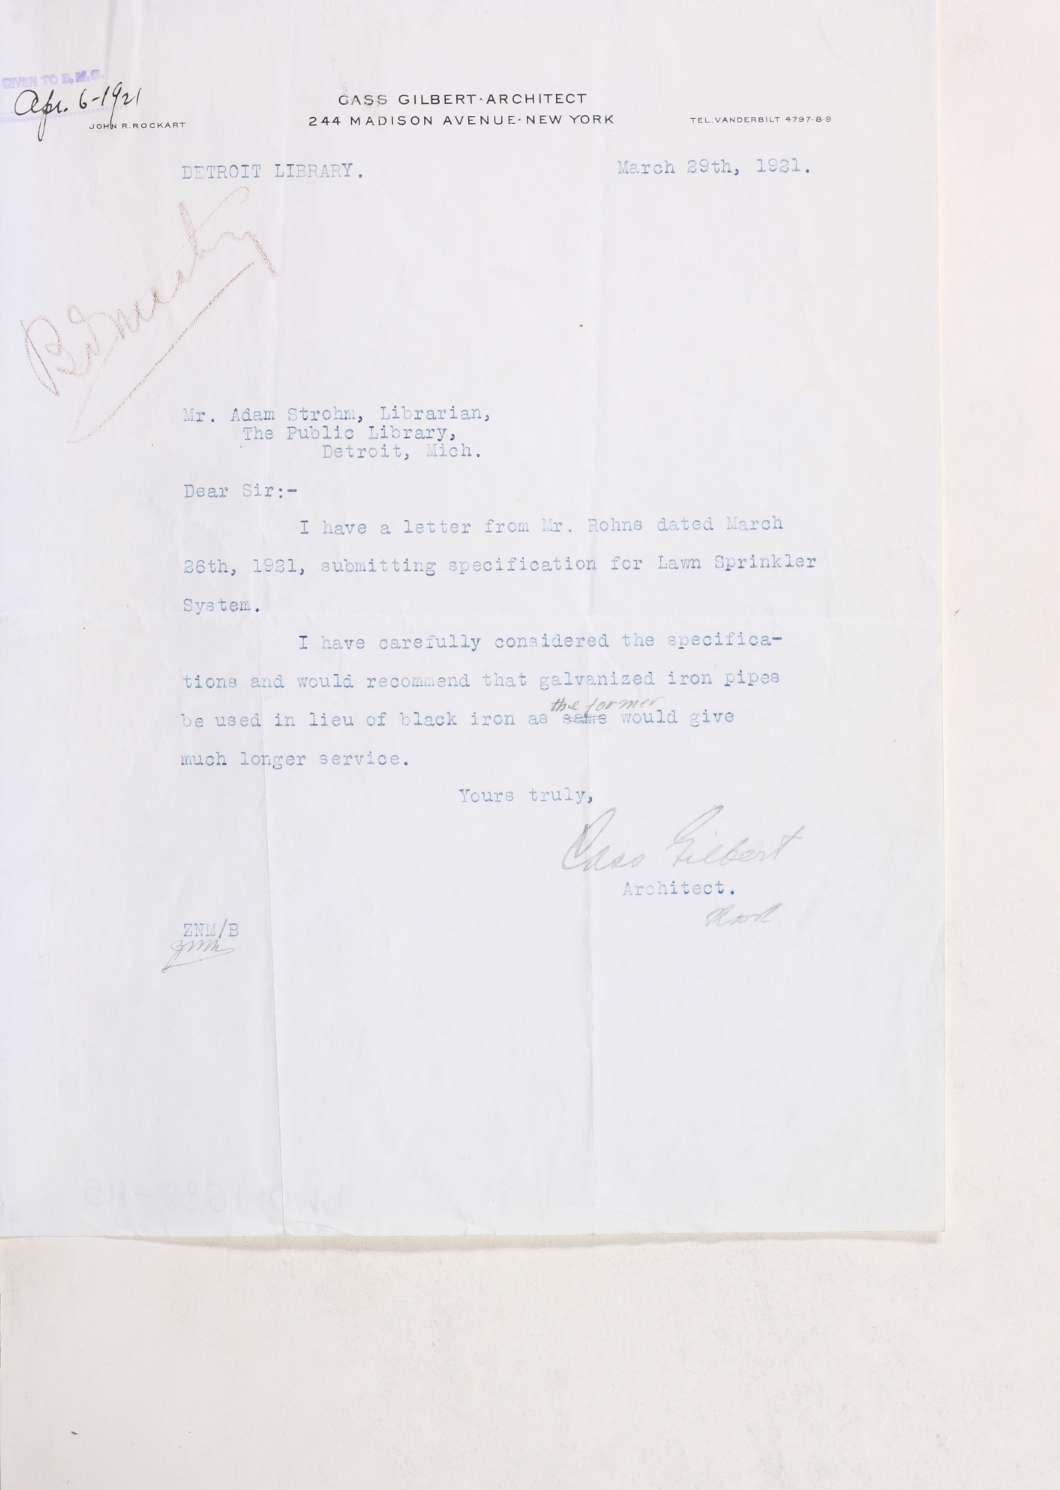 GIVEN TO B. M. C.
Apr. 6-1921
JOHN R. ROCKART
CASS GILBERT·ARCHITECT
244 MADISON AVENUE·NEW YORK
TEL. VANDERBILT 4797-8-9
DETROIT LIBRARY.
March 29th, 1921.
Mr. Adam Strohm, Librarian,
The Public Library,
Detroit, Mich.
Dear Sir:-
I have a letter from Mr. Rohns dated March
26th, 1921, submitting specification for Lawn Sprinkler
System.
I have carefully considered the specifica-
tions and would recommend that galvanized iron pipes
the former
be used in lieu of black iron as same would give
much longer service.
Yours truly,
Cass Gilbert
Architect.
ZNM/B